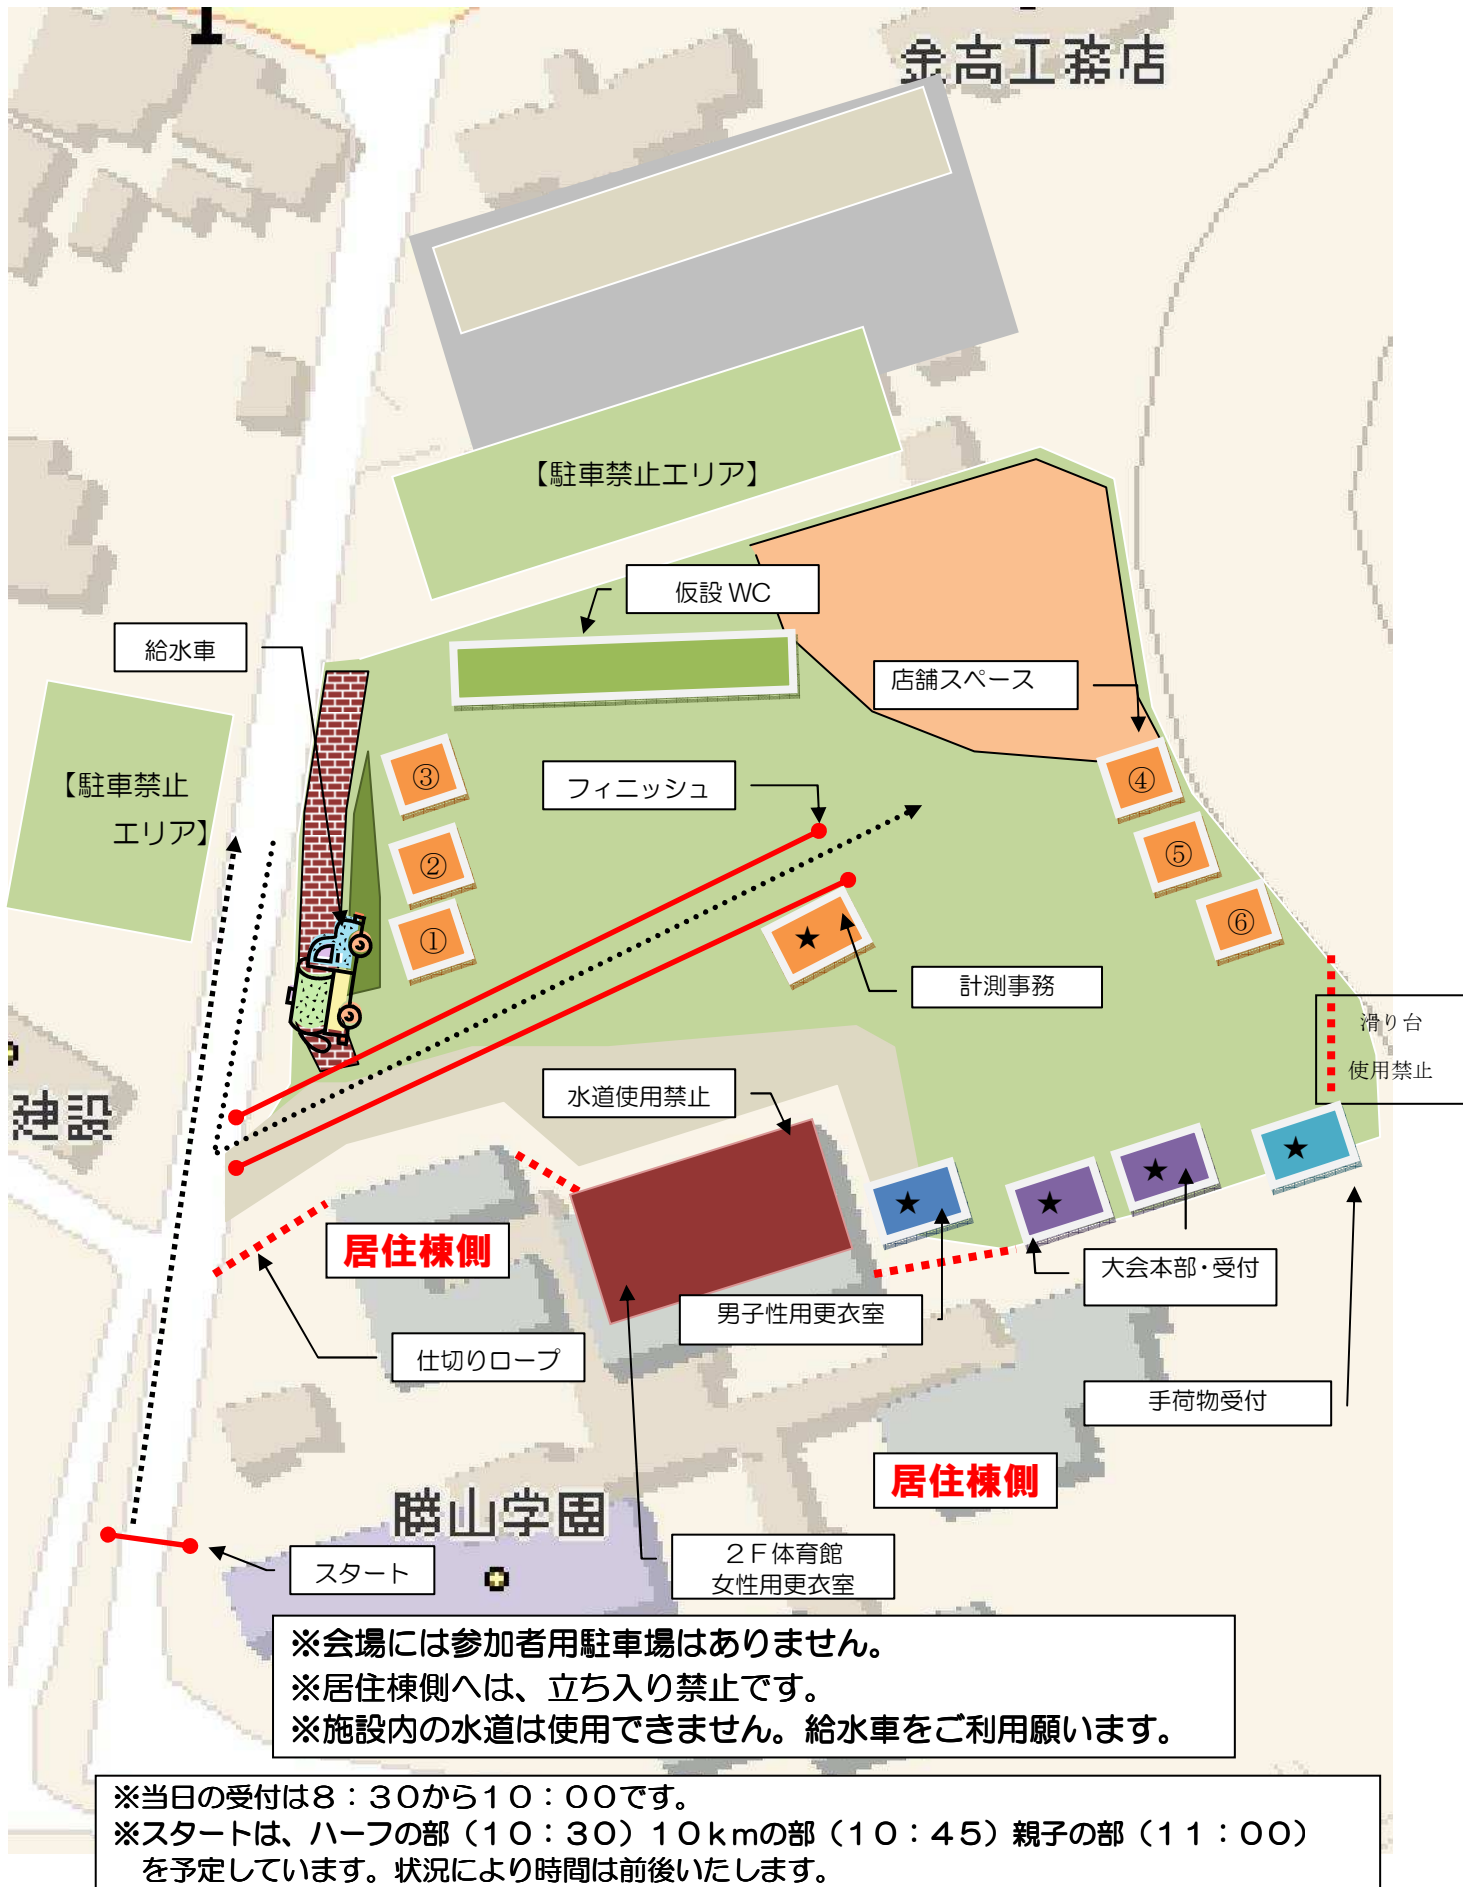 金高工務店
【駐車禁止エリア】
仮設 WC
給水車
店舗スペース
【駐車禁止
エリア】
③
フィニッシュ
④
②
⑤
①
★
⑥
計測事務
滑り台
使用禁止
建設
水道使用禁止
★
★
★
★
居住棟側
大会本部・受付
男子性用更衣室
仕切りロープ
手荷物受付
居住棟側
勝山学園
２Ｆ体育館
女性用更衣室
スタート
※会場には参加者用駐車場はありません。
※居住棟側へは、立ち入り禁止です。
※施設内の水道は使用できません。給水車をご利用願います。
※当日の受付は８：３０から１０：００です。
※スタートは、ハーフの部（１０：３０）１０ｋｍの部（１０：４５）親子の部（１１：００）
を予定しています。状況により時間は前後いたします。